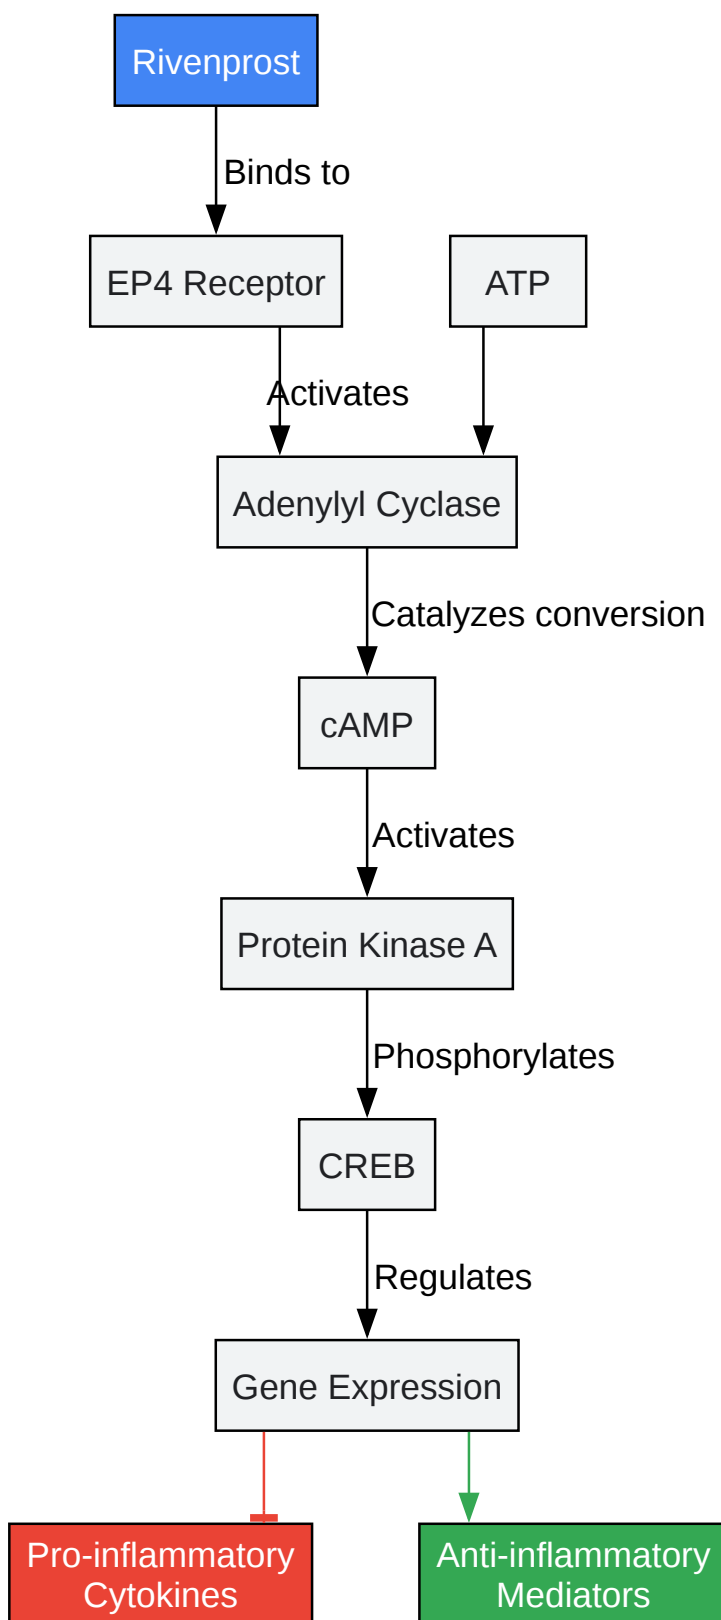 Rivenprost
Binds to
EP4 Receptor
ATP
Activates
Adenylyl Cyclase
Catalyzes conversion
cAMP
Activates
Protein Kinase A
Phosphorylates
CREB
Regulates
Gene Expression
Pro-inflammatory
Cytokines
Anti-inflammatory
Mediators